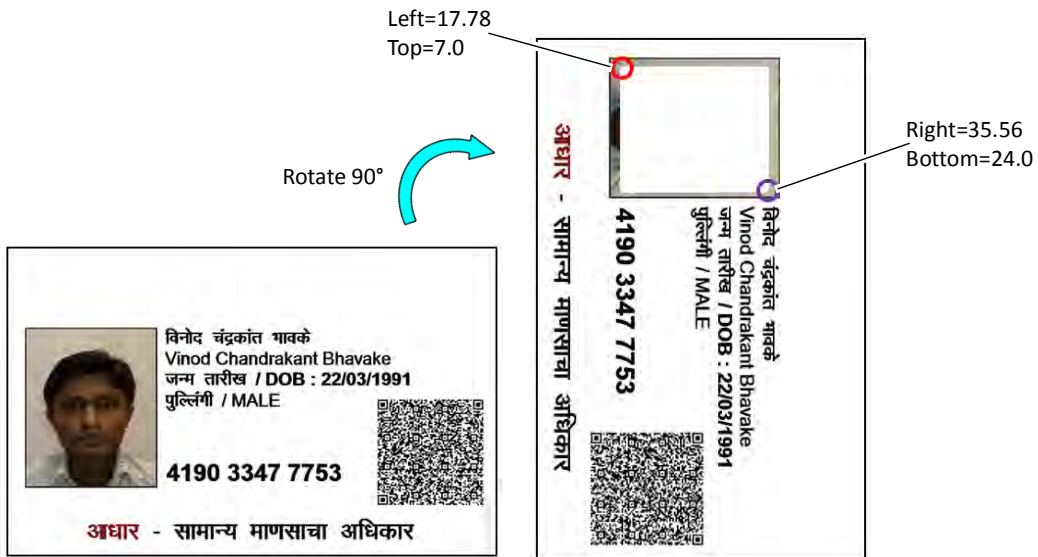 Left=17.78
Top=7.0
Right=35.56
Bottom=24.0
Rotate 90°
विनोद चंद्रकांत भावके
Vinod Chandrakant Bhavake
जन्म तारीख / DOB : 22/03/1991
पुल्लिंगी / MALE
4190 3347 7753
आधार - सामान्य माणसाचा अधिकार
विनोद चंद्रकांत भावके
Vinod Chandrakant Bhavake
जन्म तारीख / DOB : 22/03/1991
पुल्लिंगी / MALE
4190 3347 7753
आधार - सामान्य माणसाचा अधिकार